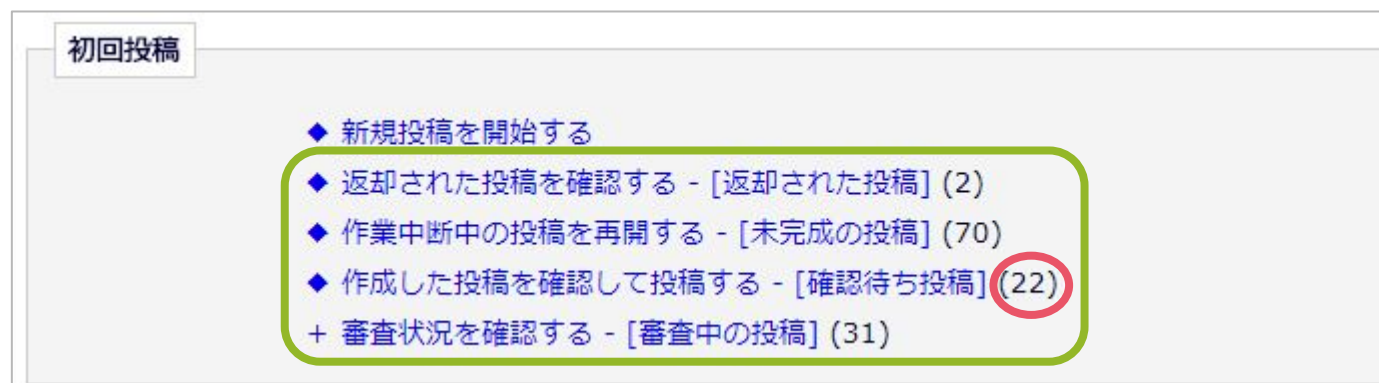 初回投稿
◆ 新規投稿を開始する
◆ 返却された投稿を確認する - [返却された投稿] (2)
◆ 作業中断中の投稿を再開する - [未完成の投稿] (70)
◆ 作成した投稿を確認して投稿する - [確認待ち投稿] (22)
+ 審査状況を確認する - [審査中の投稿] (31)